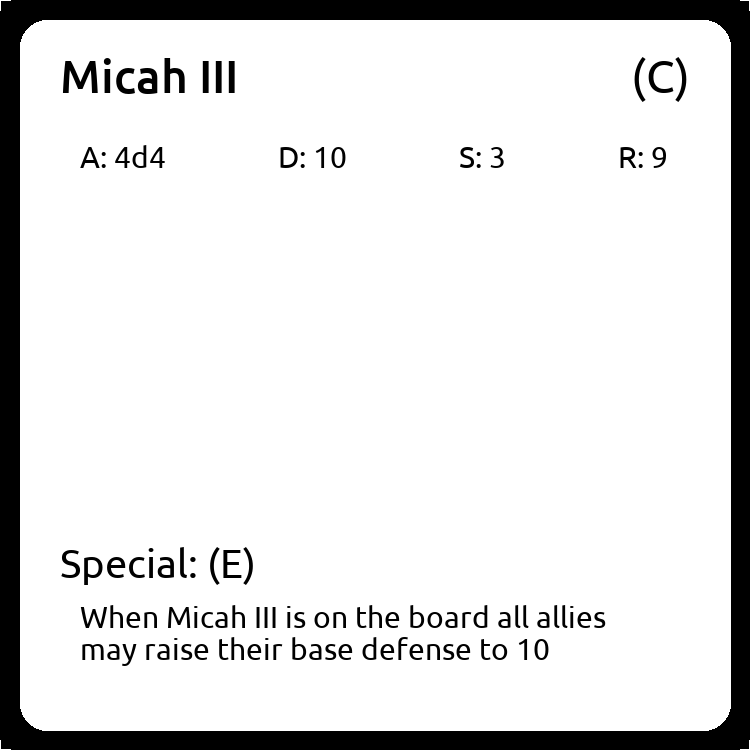 Micah III (C)
A: 4d4 D: 10 S: 3 R: 9
Special: (E)
When Micah III is on the board all allies
may raise their base defense to 10